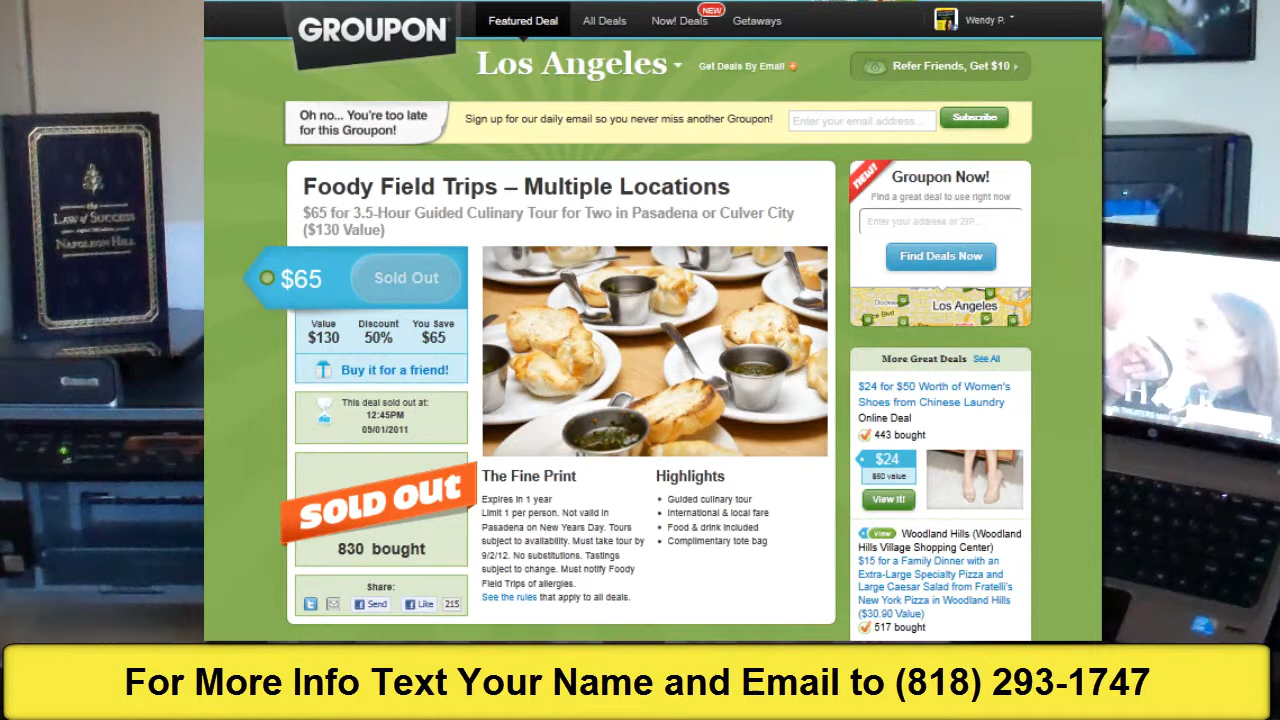 GROUPON
Featured Deal
All Deals
Now! Deals
NEW
Getaways
Wendy P.
Los Angeles
Get Deals By Email
Refer Friends, Get $10
Oh no... You're too late
for this Groupon!
Sign up for our daily email so you never miss another Groupon!
Enter your email address...
Subscribe
Foody Field Trips – Multiple Locations
$65 for 3.5-Hour Guided Culinary Tour for Two in Pasadena or Culver City
($130 Value)
$65
Sold Out
Value Discount You Save
$130 50% $65
Buy it for a friend!
This deal sold out at:
12:45PM
09/01/2011
SOLD OUT
830 bought
Share:
Send
Like
215
The Fine Print
Expires in 1 year
Limit 1 per person. Not valid in
Pasadena on New Years Day. Tours
subject to availability. Must take tour by
9/2/12. No substitutions. Tastings
subject to change. Must notify Foody
Field Trips of allergies.
See the rules that apply to all deals.
Highlights
Guided culinary tour
International & local fare
Food & drink included
Complimentary tote bag
NEW!
Groupon Now!
Find a great deal to use right now
Enter your address or ZIP...
Find Deals Now
Los Angeles
More Great Deals See All
$24 for $50 Worth of Women's
Shoes from Chinese Laundry
Online Deal
443 bought
$24
$50 value
View it!
View Woodland Hills (Woodland
Hills Village Shopping Center)
$15 for a Family Dinner with an
Extra-Large Specialty Pizza and
Large Caesar Salad from Fratelli's
New York Pizza in Woodland Hills
($30.90 Value)
517 bought
the
Law of Success
Napoleon Hill
For More Info Text Your Name and Email to (818) 293-1747